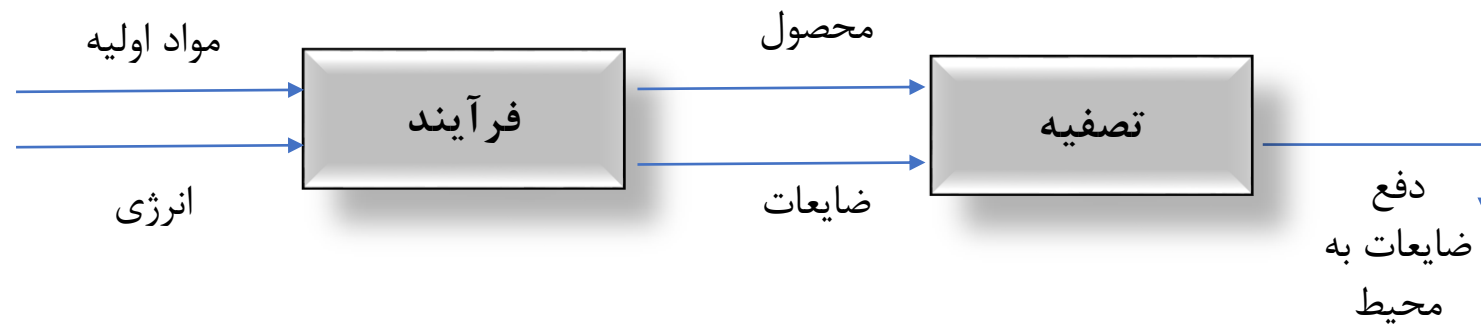 مواد اولیه
انرژی
فرآیند
محصول
ضایعات
تصفیه
دفع
ضایعات به
محیط